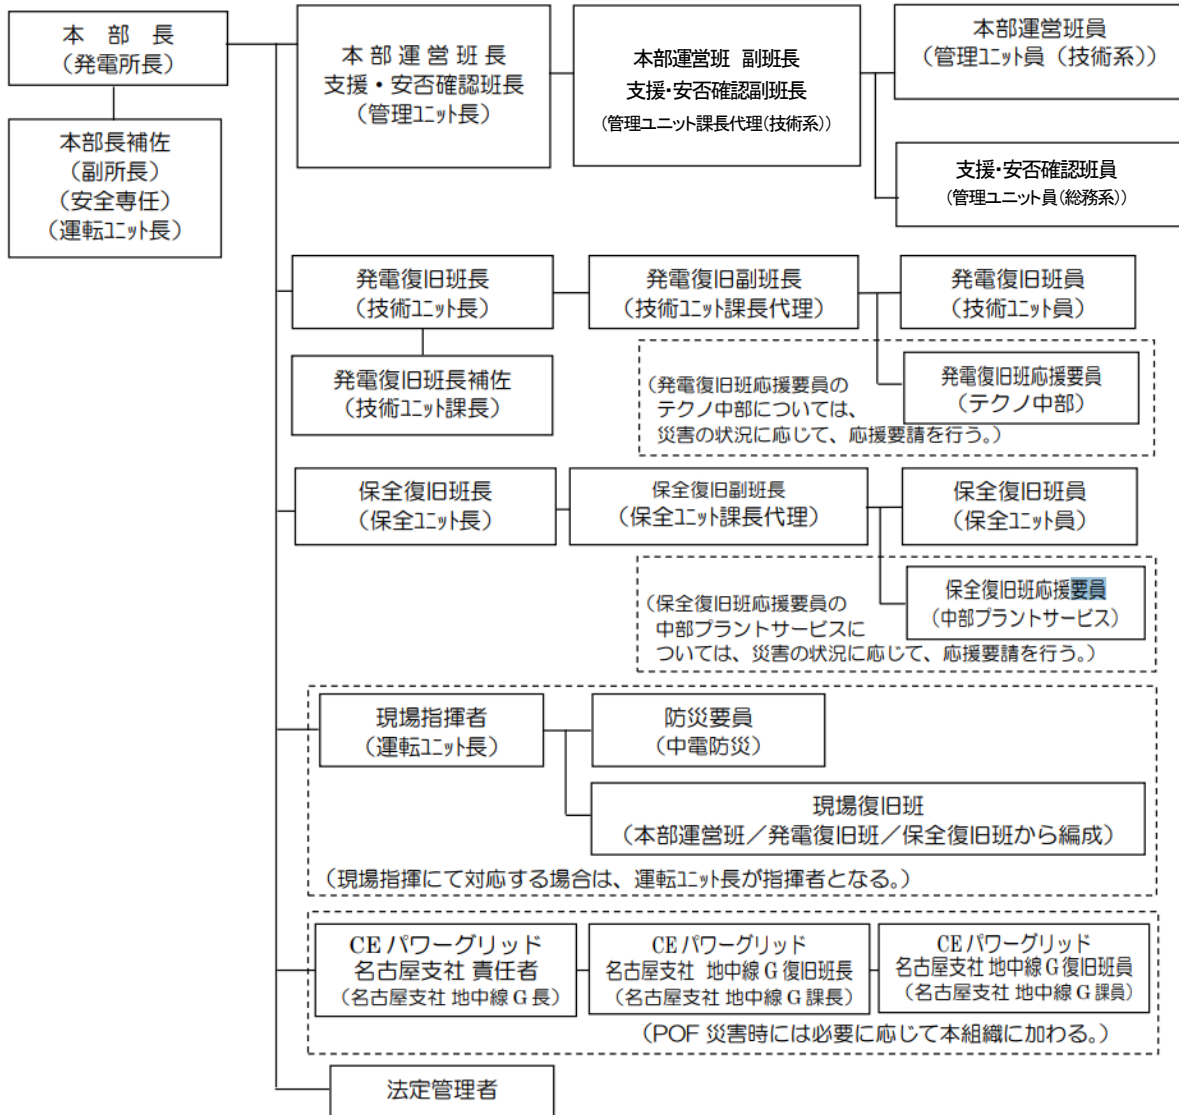 本 部 長
（発電所長）
本部長補佐
（副所長）
（安全専任）
（運転ﾕﾆｯﾄ長）
本 部 運 営 班 長
支援・安否確認班長
（管理ﾕﾆｯﾄ長）
本部運営班 副班長
支援・安否確認副班長
（管理ユニット課長代理（技術系））
本部運営班員
（管理ﾕﾆｯﾄ員（技術系））
支援・安否確認班員
（管理ユニット員（総務系））
発電復旧班長
（技術ﾕﾆｯﾄ長）
発電復旧副班長
（技術ﾕﾆｯﾄ課長代理）
発電復旧班員
（技術ﾕﾆｯﾄ員）
発電復旧班長補佐
（技術ﾕﾆｯﾄ課長）
（発電復旧班応援要員の
テクノ中部については、
災害の状況に応じて、応援要請を行う。）
発電復旧班応援要員
（テクノ中部）
保全復旧班長
（保全ﾕﾆｯﾄ長）
保全復旧副班長
（保全ﾕﾆｯﾄ課長代理）
保全復旧班員
（保全ﾕﾆｯﾄ員）
（保全復旧班応援要員の
中部プラントサービスに
ついては、災害の状況に応じて、応援要請を行う。）
保全復旧班応援要員
（中部プラントサービス）
現場指揮者
（運転ﾕﾆｯﾄ長）
防災要員
（中電防災）
現場復旧班
（本部運営班／発電復旧班／保全復旧班から編成）
（現場指揮にて対応する場合は、運転ﾕﾆｯﾄ長が指揮者となる。）
CE パワーグリッド
名古屋支社 責任者
（名古屋支社 地中線 G 長）
CE パワーグリッド
名古屋支社 地中線 G 復旧班長
（名古屋支社 地中線 G 課長）
CE パワーグリッド
名古屋支社 地中線 G 復旧班員
（名古屋支社 地中線 G 課員）
（POF 災害時には必要に応じて本組織に加わる。）
法定管理者